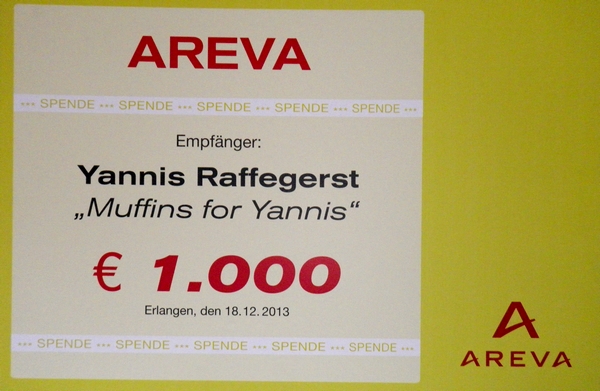 AREVA
*** SPENDE *** SPENDE *** SPENDE *** SPENDE *** SPENDE ***
Empfänger:
Yannis Raffegerst
„Muffins for Yannis“
€ 1.000
Erlangen, den 18.12.2013
*** SPENDE *** SPENDE *** SPENDE *** SPENDE *** SPENDE ***
AREVA